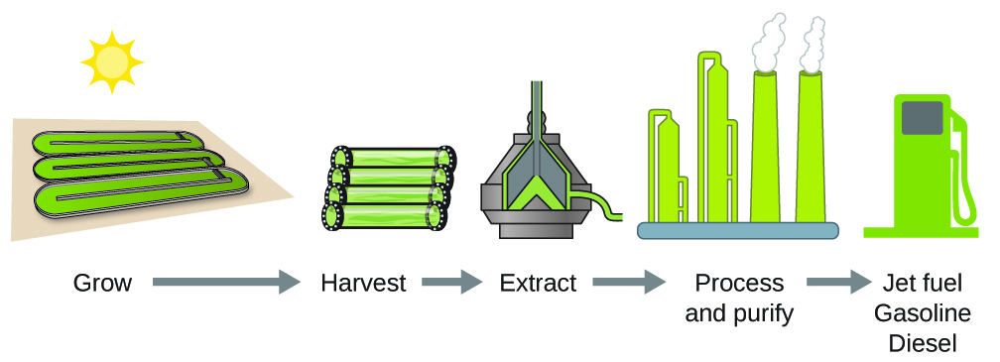 Grow
Harvest
Extract
Process
and purify
Jet fuel
Gasoline
Diesel